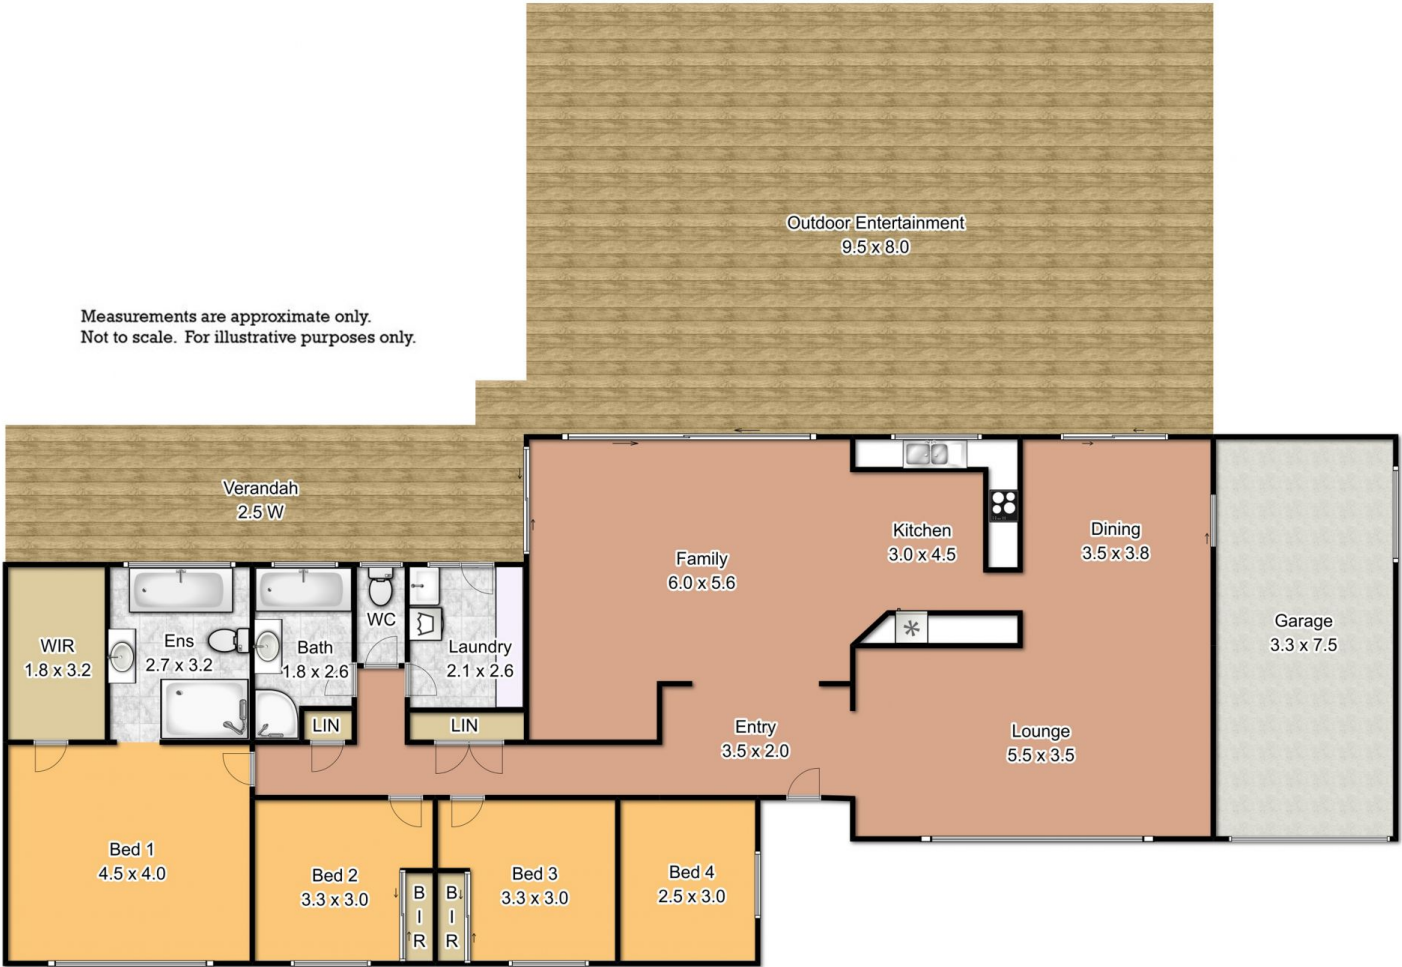 Outdoor Entertainment
9.5 x 8.0
Measurements are approximate only.
Not to scale. For illustrative purposes only.
Verandah
2.5 W
Family
6.0 x 5.6
Kitchen
3.0 x 4.5
Dining
3.5 x 3.8
WIR
1.8 x 3.2
Ens
2.7 x 3.2
Bath
1.8 x 2.6
WC
Laundry
2.1 x 2.6
Garage
3.3 x 7.5
LIN
LIN
Entry
3.5 x 2.0
Lounge
5.5 x 3.5
Bed 1
4.5 x 4.0
Bed 2
3.3 x 3.0
B
I
R
B
I
R
Bed 3
3.3 x 3.0
Bed 4
2.5 x 3.0